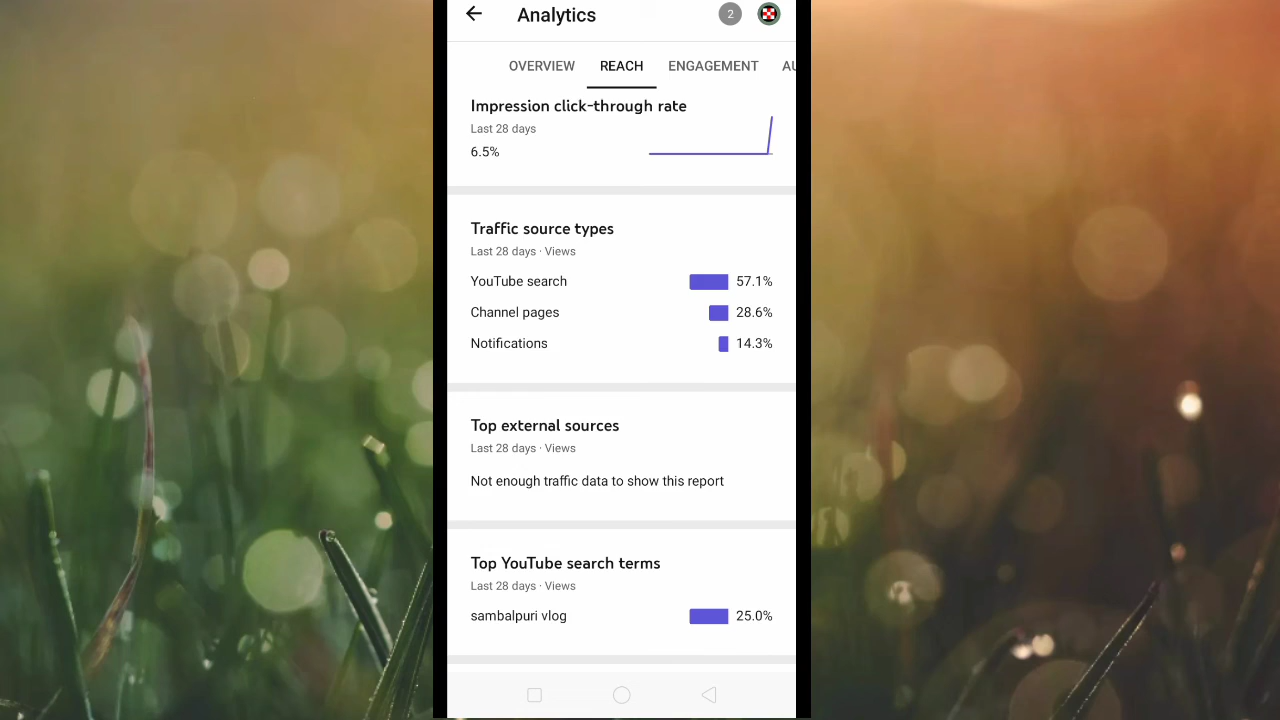 Analytics
2
OVERVIEW REACH ENGAGEMENT AU
Impression click-through rate
Last 28 days
6.5%
Traffic source types
Last 28 days · Views
YouTube search 57.1%
Channel pages 28.6%
Notifications 14.3%
Top external sources
Last 28 days · Views
Not enough traffic data to show this report
Top YouTube search terms
Last 28 days · Views
sambalpuri vlog 25.0%